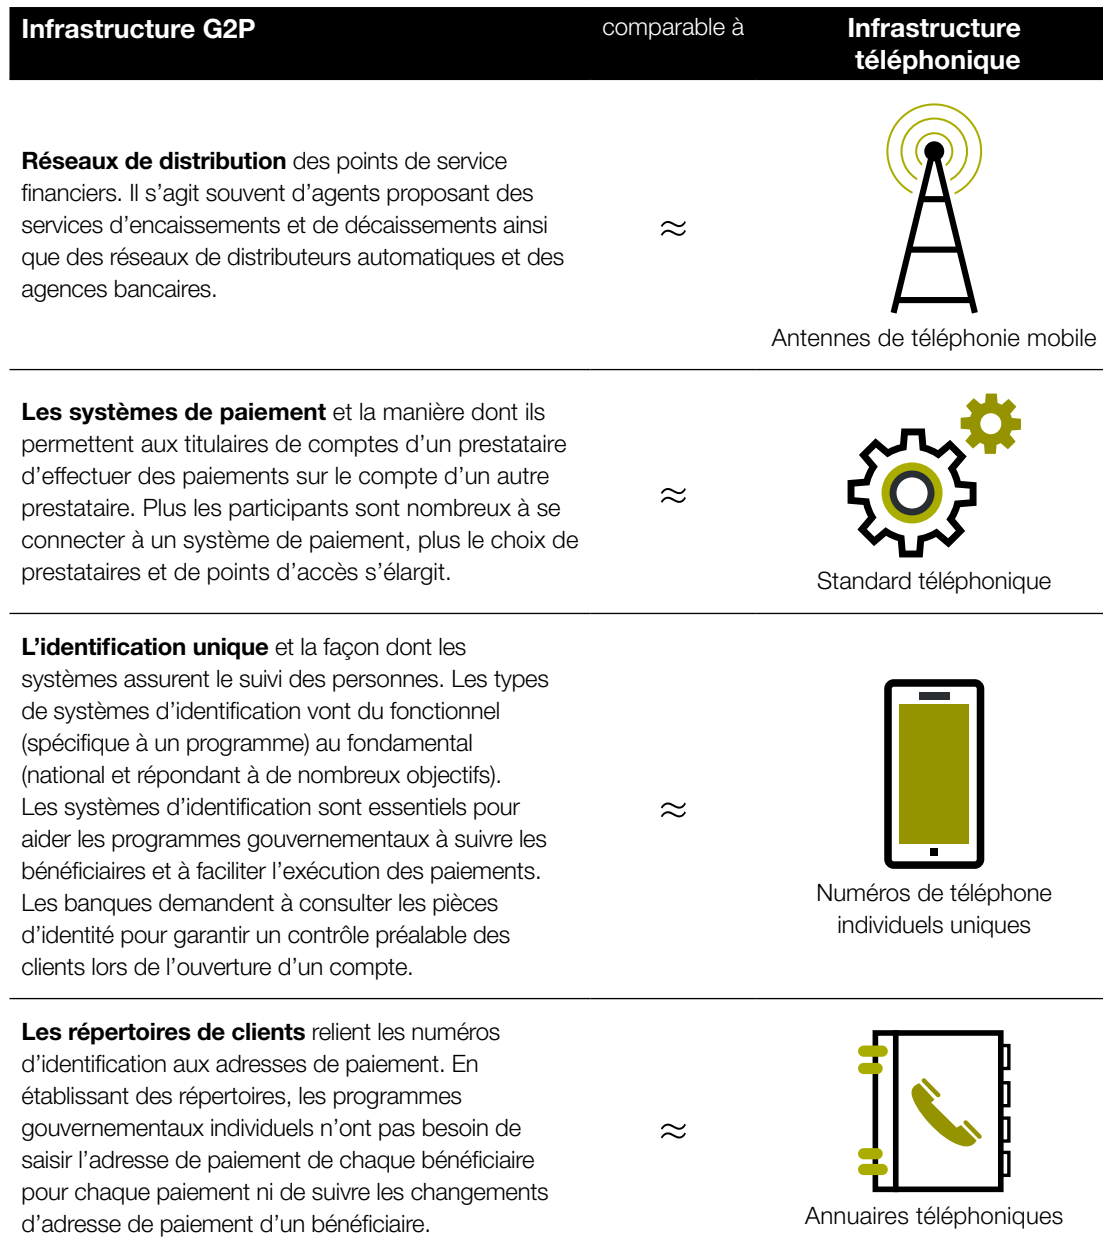 Infrastructure G2P
comparable à
Infrastructure
téléphonique
Réseaux de distribution des points de service
financiers. Il s’agit souvent d’agents proposant des
services d’encaissements et de décaissements ainsi
que des réseaux de distributeurs automatiques et des
agences bancaires.
≈
Antennes de téléphonie mobile
Les systèmes de paiement et la manière dont ils
permettent aux titulaires de comptes d’un prestataire
d’effectuer des paiements sur le compte d’un autre
prestataire. Plus les participants sont nombreux à se
connecter à un système de paiement, plus le choix de
prestataires et de points d’accès s’élargit.
≈
Standard téléphonique
L’identification unique et la façon dont les
systèmes assurent le suivi des personnes. Les types
de systèmes d’identification vont du fonctionnel
(spécifique à un programme) au fondamental
(national et répondant à de nombreux objectifs).
Les systèmes d’identification sont essentiels pour
aider les programmes gouvernementaux à suivre les
bénéficiaires et à faciliter l’exécution des paiements.
Les banques demandent à consulter les pièces
d’identité pour garantir un contrôle préalable des
clients lors de l’ouverture d’un compte.
≈
Numéros de téléphone
individuels uniques
Les répertoires de clients relient les numéros
d’identification aux adresses de paiement. En
établissant des répertoires, les programmes
gouvernementaux individuels n’ont pas besoin de
saisir l’adresse de paiement de chaque bénéficiaire
pour chaque paiement ni de suivre les changements
d’adresse de paiement d’un bénéficiaire.
≈
Annuaires téléphoniques